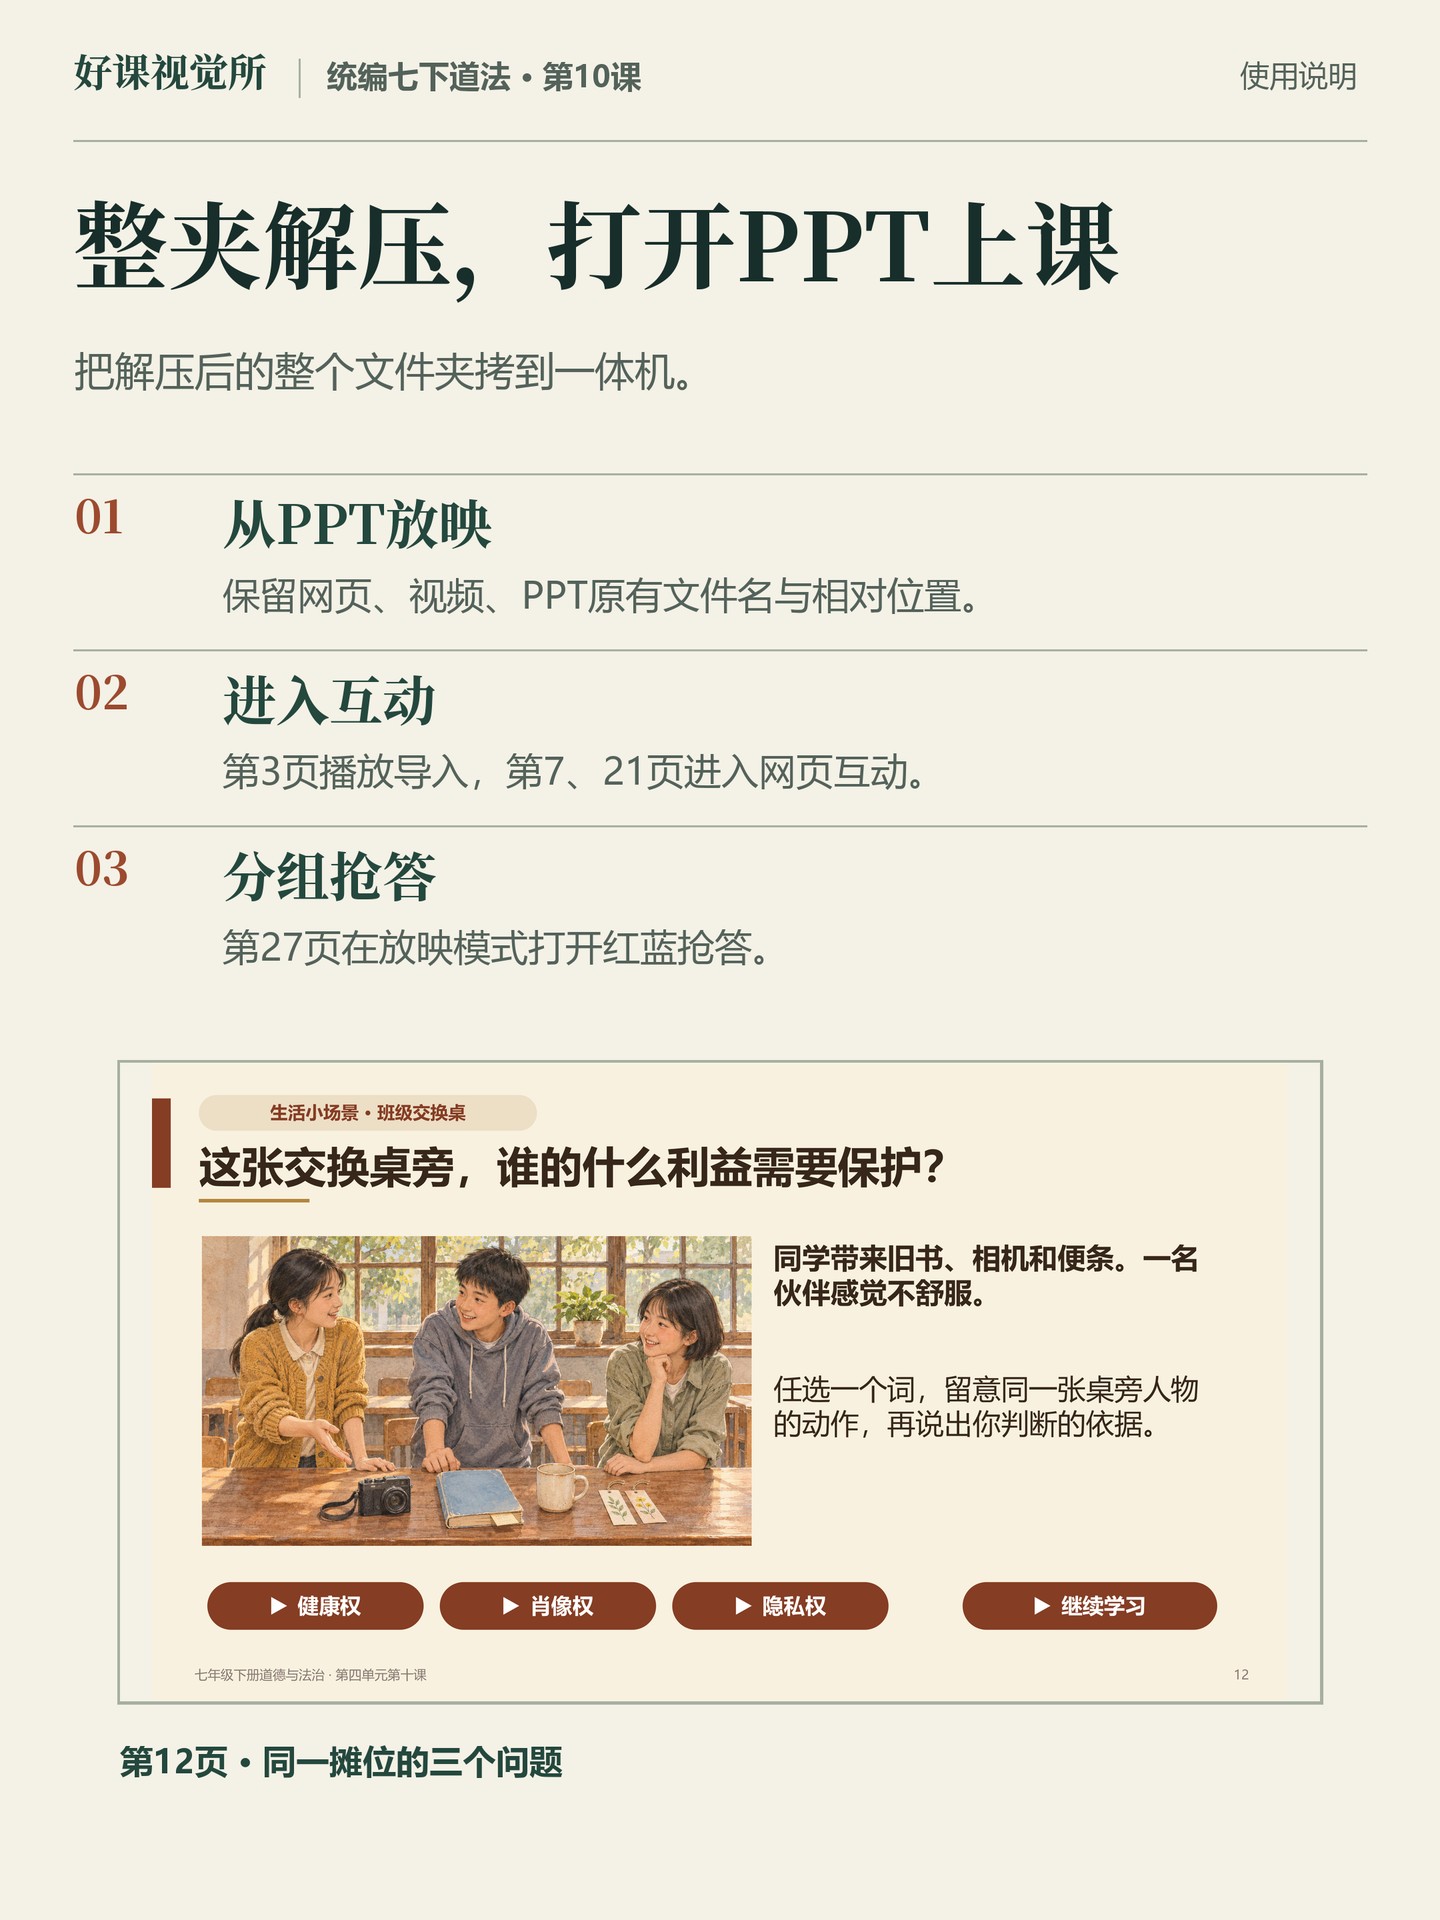 好课视觉所
统编七下道法·第10课
使用说明
整夹解压，打开PPT上课
把解压后的整个文件夹拷到一体机。
01
从PPT放映
保留网页、视频、PPT原有文件名与相对位置。
02
进入互动
第3页播放导入，第7、21页进入网页互动。
03
分组抢答
第27页在放映模式打开红蓝抢答。
生活小场景·班级交换桌
这张交换桌旁，谁的什么利益需要保护？
同学带来旧书、相机和便条。一名
伙伴感觉不舒服。
任选一个词，留意同一张桌旁人物
的动作，再说出你判断的依据。
▶ 健康权
▶ 肖像权
▶ 隐私权
▶ 继续学习
七年级下册道德与法治·第四单元第十课
12
第12页·同一摊位的三个问题